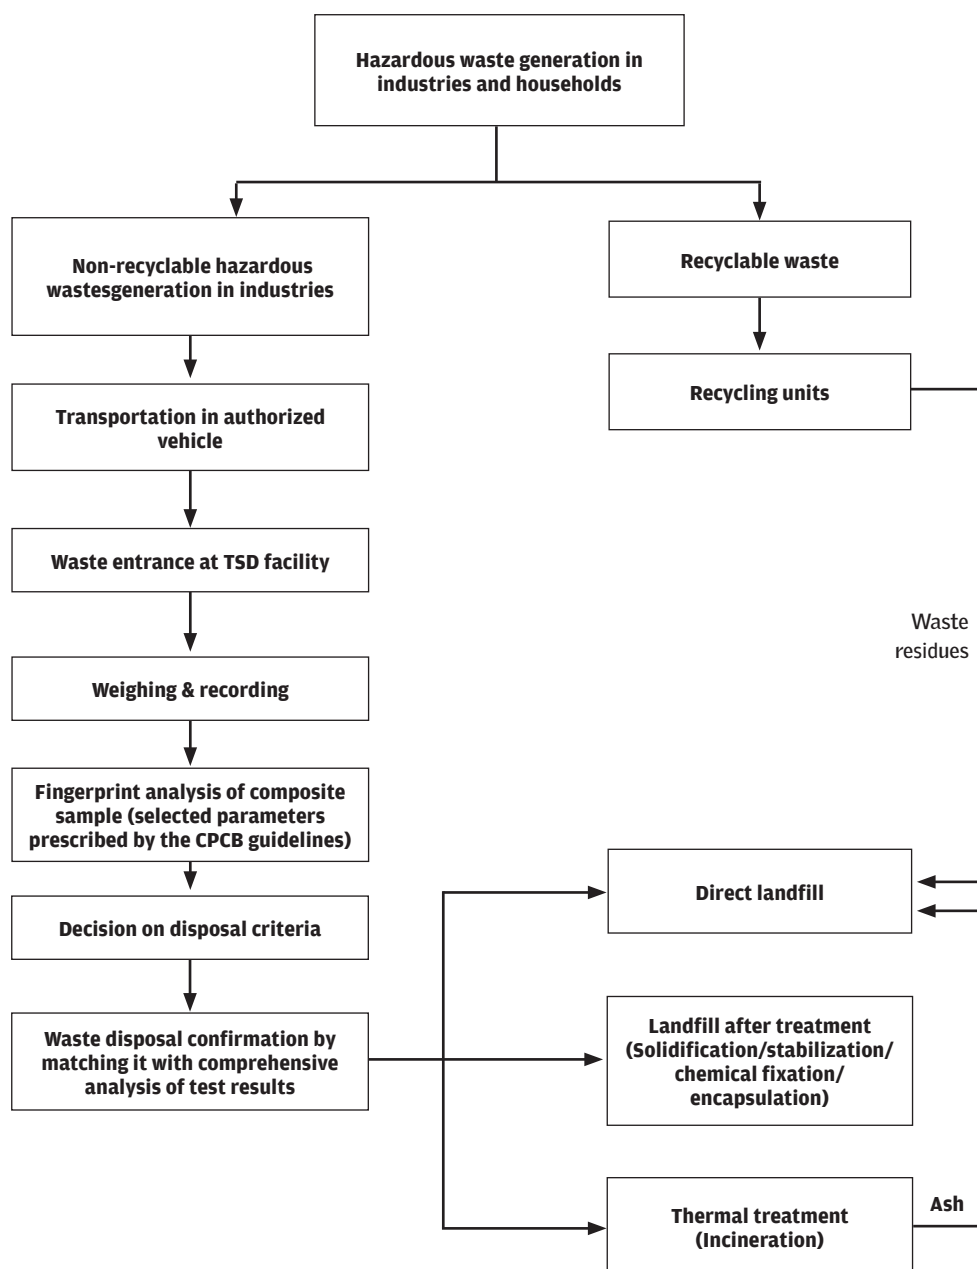 Hazardous waste generation in
industries and households
Non-recyclable hazardous
wastesgeneration in industries
Recyclable waste
Transportation in authorized
vehicle
Recycling units
Waste entrance at TSD facility
Waste
residues
Weighing & recording
Fingerprint analysis of composite
sample (selected parameters
prescribed by the CPCB guidelines)
Decision on disposal criteria
Direct landfill
Waste disposal confirmation by
matching it with comprehensive
analysis of test results
Landfill after treatment
(Solidification/stabilization/
chemical fixation/
encapsulation)
Thermal treatment
(Incineration)
Ash